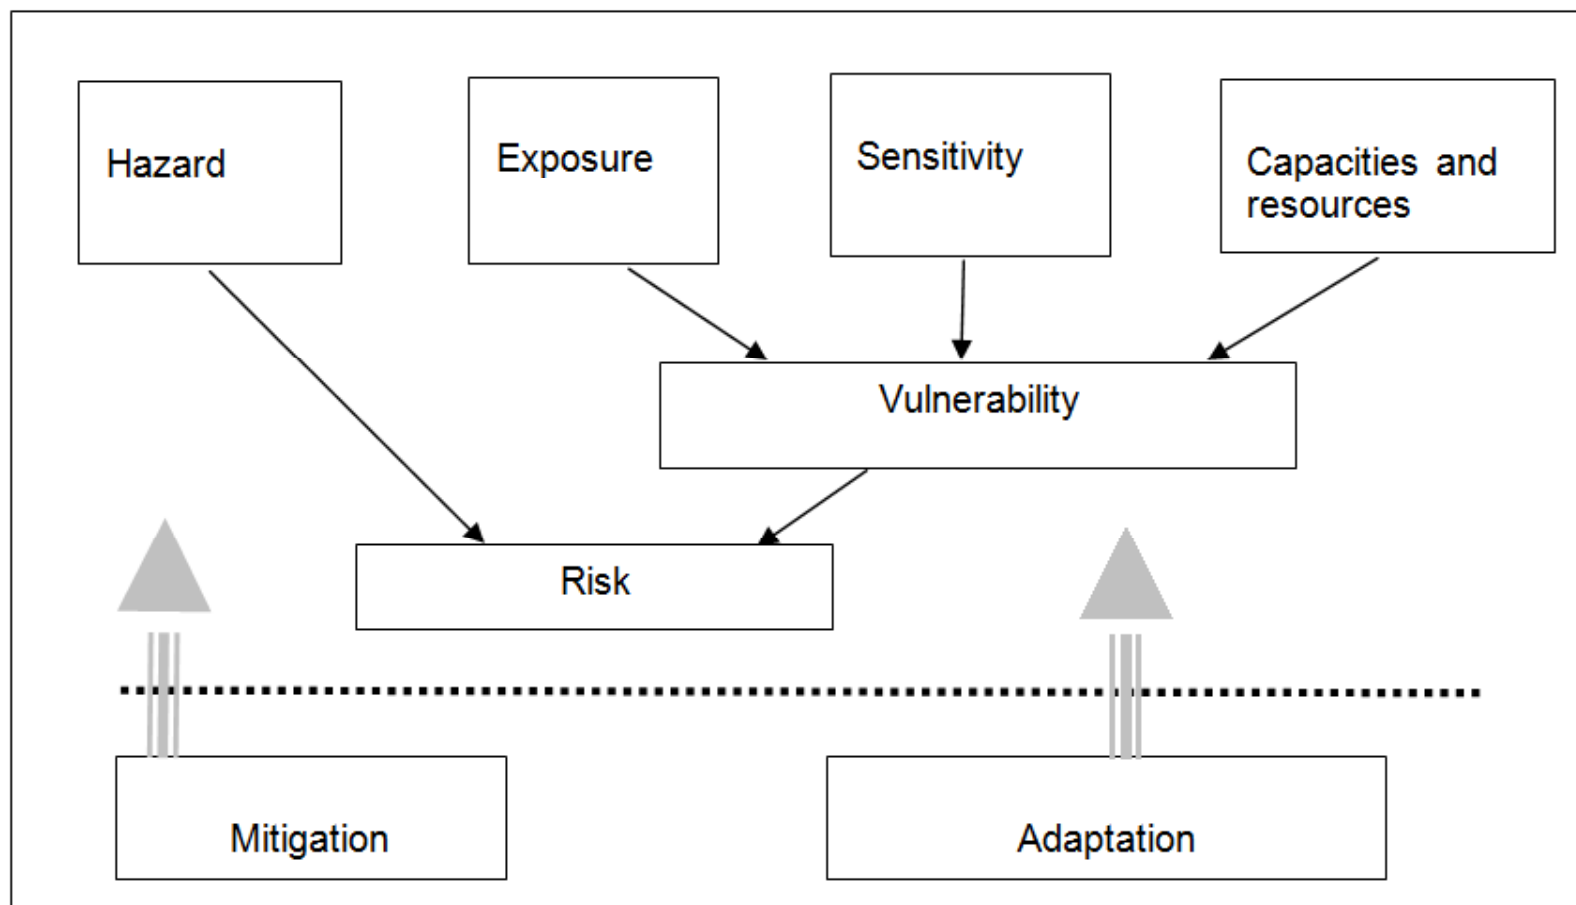 Hazard
Exposure
Sensitivity
Capacities and
resources
Vulnerability
Risk
Mitigation
Adaptation